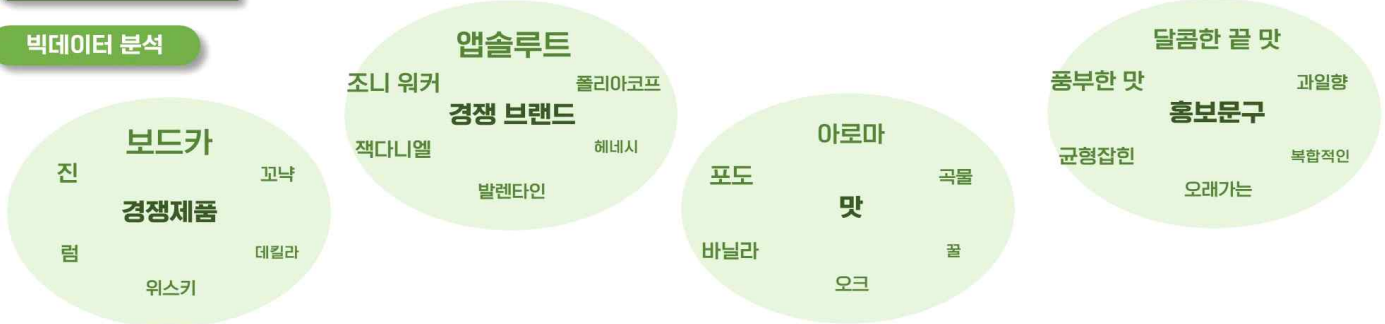 빅데이터 분석
보드카
진
꼬냑
경쟁제품
럼
데킬라
위스키
앱솔루트
조니 워커
폴리아코프
경쟁 브랜드
잭다니엘
헤네시
발렌타인
아로마
포도
곡물
맛
바닐라
꿀
오크
달콤한 끝 맛
풍부한 맛
과일향
홍보문구
균형잡힌
복합적인
오래가는